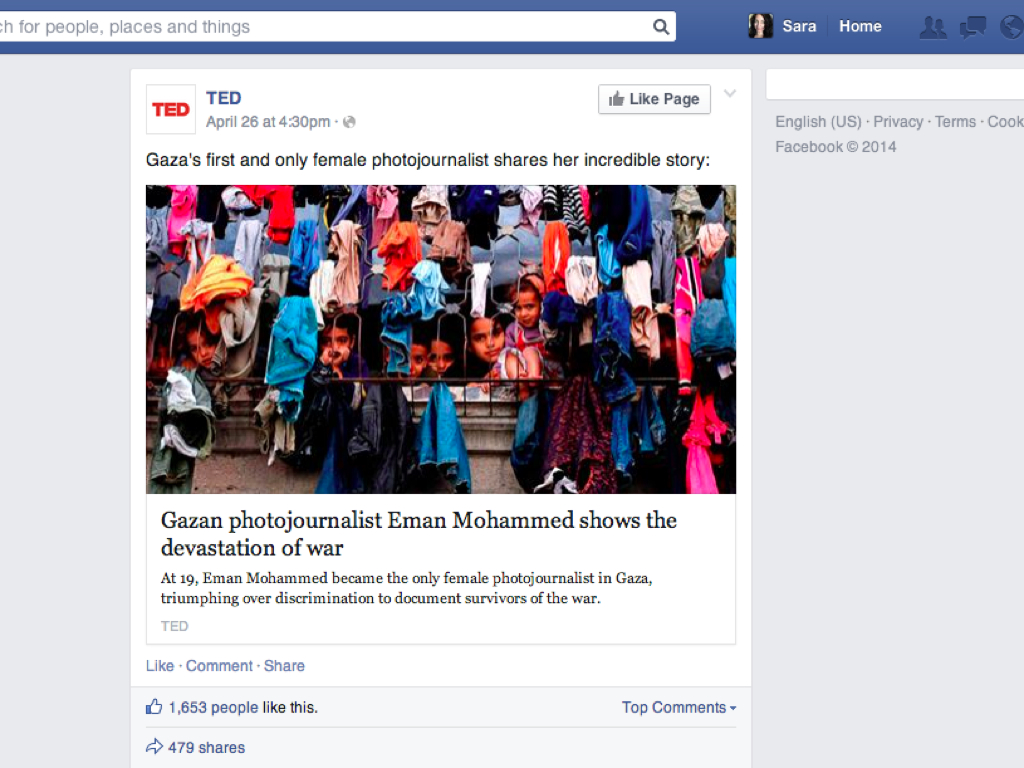 ch for people, places and things
Sara
Home
TED
TED
Like Page
April 26 at 4:30pm ·
English (US) · Privacy · Terms · Cook
Facebook © 2014
Gaza's first and only female photojournalist shares her incredible story:
Gazan photojournalist Eman Mohammed shows the
devastation of war
At 19, Eman Mohammed became the only female photojournalist in Gaza,
triumphing over discrimination to document survivors of the war.
TED
Like · Comment · Share
1,653 people like this.
Top Comments
479 shares